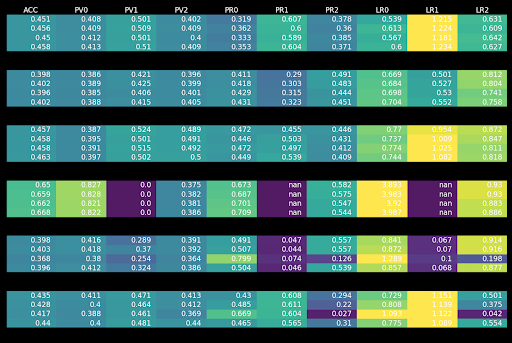 ACC PV0 PV1 PV2 PR0 PR1 PR2 LR0 LR1 LR2
0.451 0.408 0.501 0.402 0.319 0.607 0.378 0.539 1.215 0.631
0.456 0.409 0.509 0.409 0.362 0.6 0.36 0.613 1.224 0.609
0.45 0.412 0.501 0.4 0.333 0.589 0.385 0.567 1.181 0.642
0.458 0.413 0.51 0.409 0.353 0.604 0.371 0.6 1.234 0.627
0.398 0.386 0.421 0.396 0.411 0.29 0.491 0.669 0.501 0.812
0.402 0.389 0.425 0.399 0.418 0.303 0.483 0.684 0.527 0.804
0.396 0.385 0.406 0.401 0.429 0.315 0.444 0.698 0.53 0.741
0.402 0.388 0.415 0.405 0.431 0.323 0.451 0.704 0.552 0.758
0.457 0.387 0.524 0.489 0.472 0.455 0.446 0.77 0.954 0.872
0.458 0.395 0.501 0.491 0.446 0.503 0.431 0.737 1.009 0.847
0.458 0.391 0.515 0.492 0.472 0.497 0.412 0.774 1.025 0.811
0.463 0.397 0.502 0.5 0.449 0.539 0.409 0.744 1.082 0.818
0.65 0.827 0.0 0.375 0.673 nan 0.582 3.893 nan 0.93
0.659 0.828 0.0 0.382 0.687 nan 0.575 3.983 nan 0.93
0.662 0.821 0.0 0.381 0.701 nan 0.547 3.92 nan 0.883
0.668 0.822 0.0 0.386 0.709 nan 0.544 3.987 nan 0.886
0.398 0.416 0.289 0.391 0.491 0.047 0.557 0.841 0.067 0.914
0.403 0.418 0.37 0.392 0.507 0.044 0.557 0.872 0.07 0.916
0.368 0.38 0.254 0.364 0.799 0.074 0.126 1.289 0.1 0.198
0.396 0.412 0.324 0.386 0.504 0.046 0.539 0.857 0.068 0.877
0.435 0.411 0.471 0.413 0.43 0.608 0.294 0.729 1.151 0.501
0.428 0.4 0.464 0.412 0.485 0.611 0.22 0.808 1.139 0.375
0.417 0.388 0.461 0.369 0.669 0.604 0.027 1.093 1.127 0.042
0.44 0.4 0.481 0.44 0.465 0.565 0.31 0.775 1.089 0.554